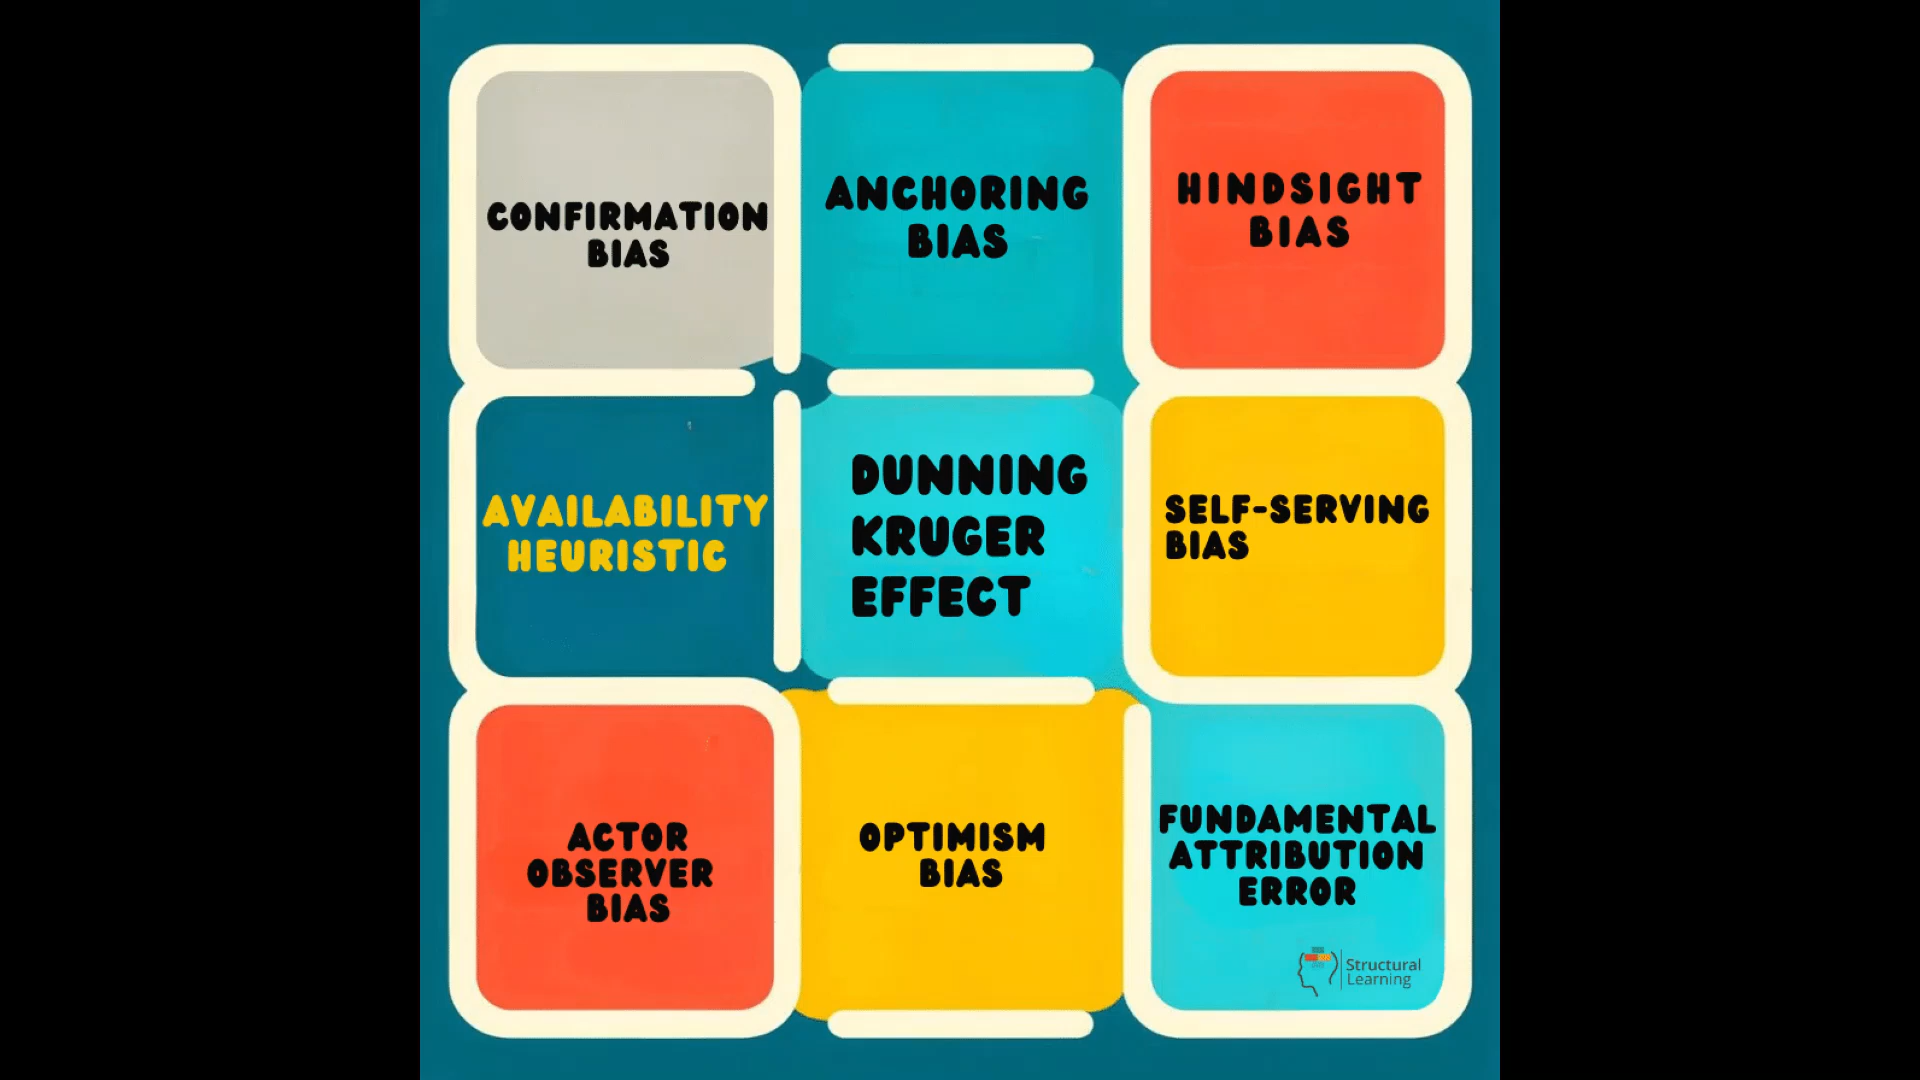 CONFIRMATION
BIAS
ANCHORING
BIAS
HINDSIGHT
BIAS
AVAILABILITY
HEURISTIC
DUNNING
KRUGER
EFFECT
SELF-SERVING
BIAS
ACTOR
OBSERVER
BIAS
OPTIMISM
BIAS
FUNDAMENTAL
ATTRIBUTION
ERROR
Structural
Learning